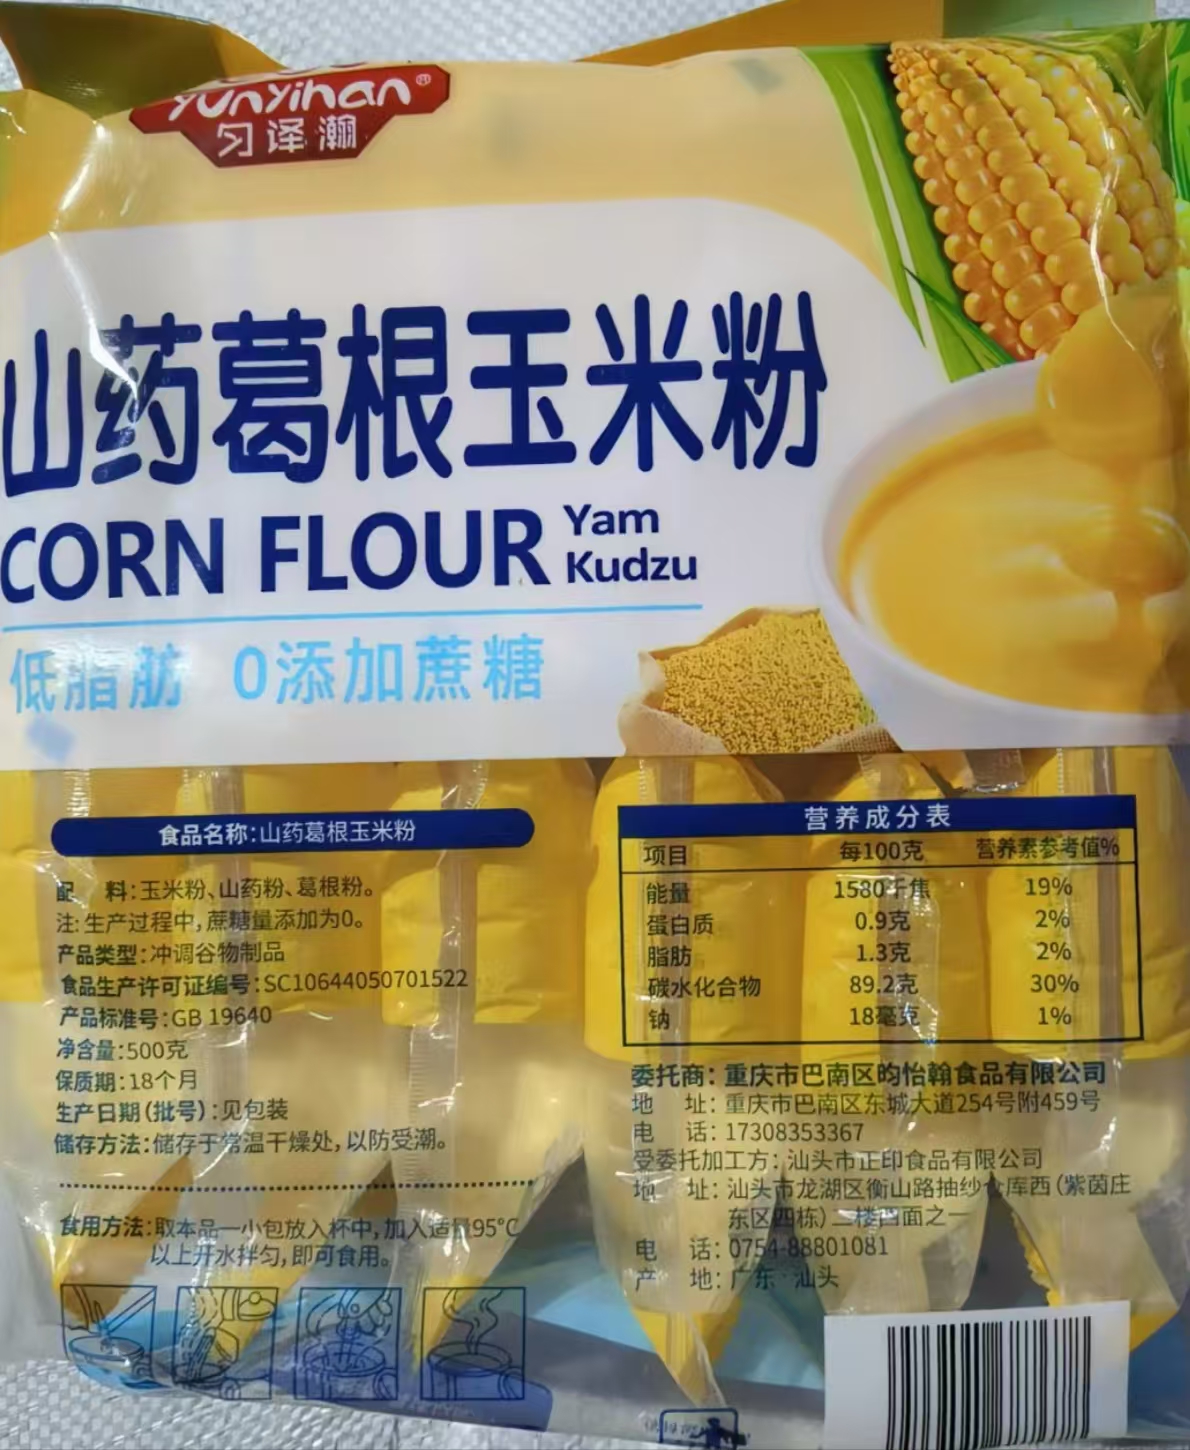 yunyihan®
匀译瀚
山药葛根玉米粉
CORN FLOUR Yam
Kudzu
低脂肪 0添加蔗糖
食品名称:山药葛根玉米粉
配 料:玉米粉、山药粉、葛根粉。
注:生产过程中,蔗糖量添加为0。
产品类型:冲调谷物制品
食品生产许可证编号:SC10644050701522
产品标准号:GB 19640
净含量:500克
保质期:18个月
生产日期(批号):见包装
储存方法:储存于常温干燥处,以防受潮。
食用方法:取本品一小包放入杯中,加入适量95°C
以上开水拌匀,即可食用。
营养成分表
项目 每100克 营养素参考值%
能量 1580千焦 19%
蛋白质 0.9克 2%
脂肪 1.3克 2%
碳水化合物 89.2克 30%
钠 18毫克 1%
委托商:重庆市巴南区昀怡翰食品有限公司
地 址:重庆市巴南区东城大道254号附459号
电 话:17308353367
受委托加工方:汕头市正印食品有限公司
地 址:汕头市龙湖区衡山路抽纱仓库西(紫茵庄
东区四栋)二楼四面之一
电 话:0754-88801081
产 地:广东·汕头